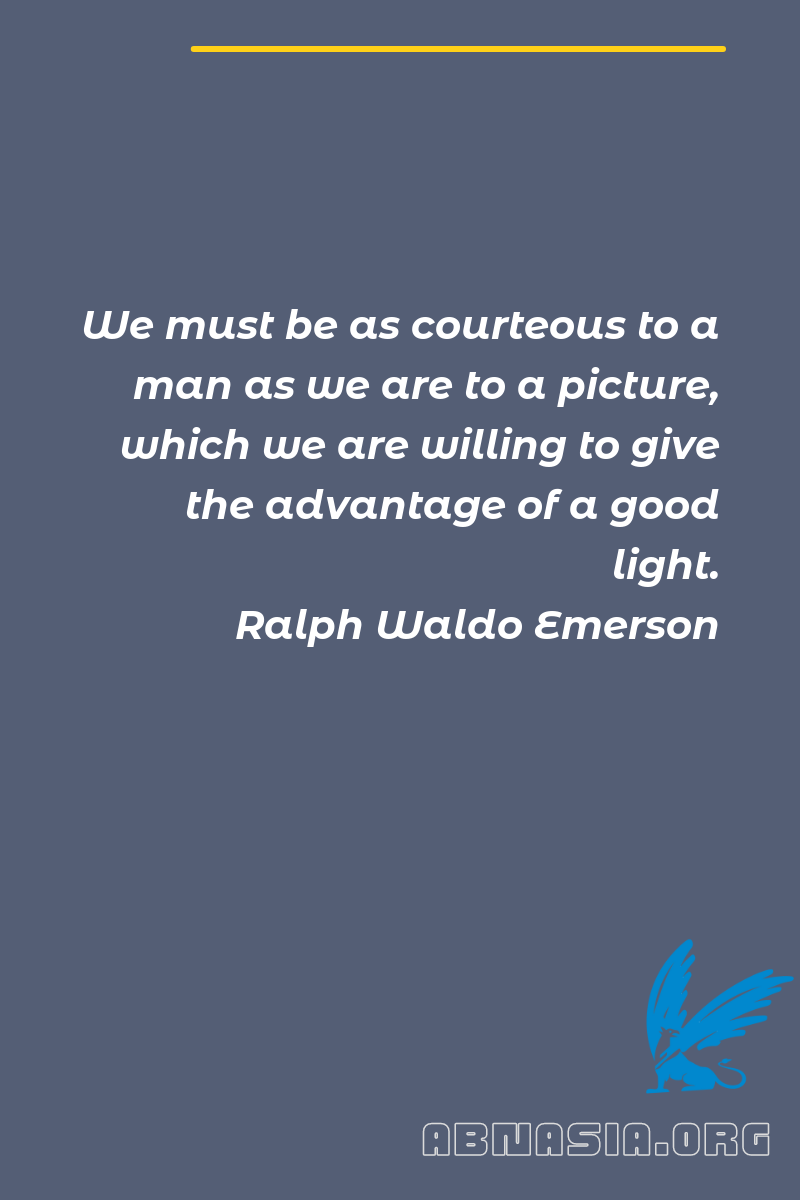 We must be as courteous to a
man as we are to a picture,
which we are willing to give
the advantage of a good
light.
Ralph Waldo Emerson
ABNASIA.ORG